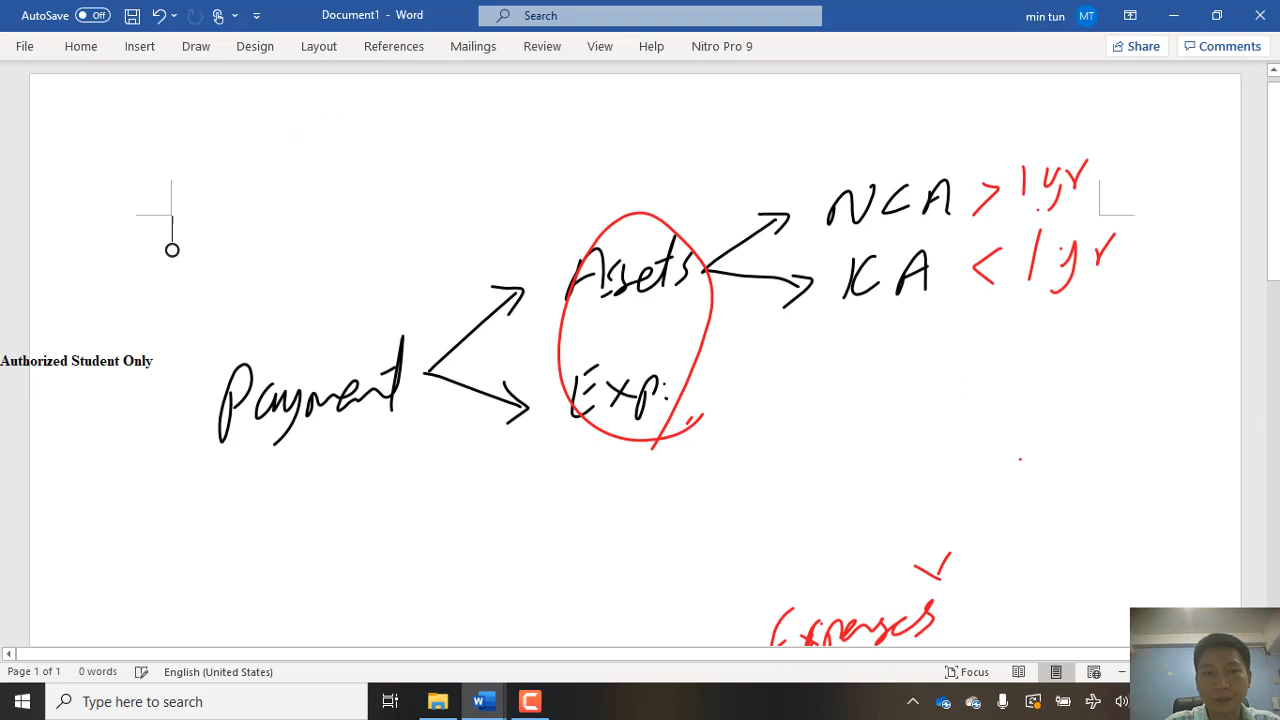 AutoSave Off Document1 - Word Search min tun MT
File Home Insert Draw Design Layout References Mailings Review View Help Nitro Pro 9 Share Comments
NCA > 1 yr
Assets
KA < 1 yr
Authorized Student Only
Payment
Exp:
Expenses
Page 1 of 1 0 words English (United States) Focus
Type here to search